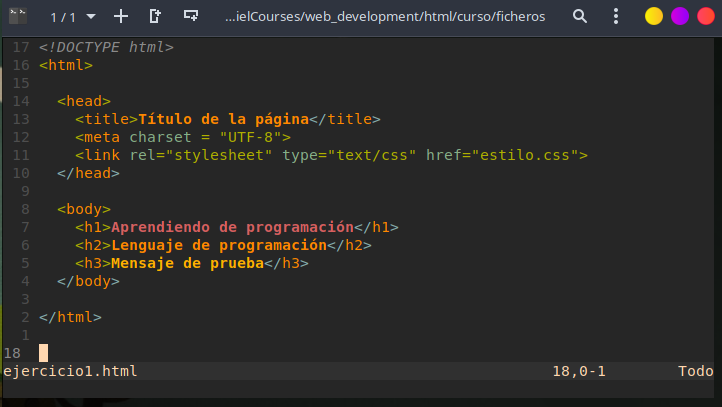 1 / 1 ...ielCourses/web_development/html/curso/ficheros
17 <!DOCTYPE html>
16 <html>
15
14   <head>
13     <title>Título de la página</title>
12     <meta charset = "UTF-8">
11     <link rel="stylesheet" type="text/css" href="estilo.css">
10   </head>
9
8   <body>
7     <h1>Aprendiendo de programación</h1>
6     <h2>Lenguaje de programación</h2>
5     <h3>Mensaje de prueba</h3>
4   </body>
3
2 </html>
1
18
ejercicio1.html 18,0-1 Todo